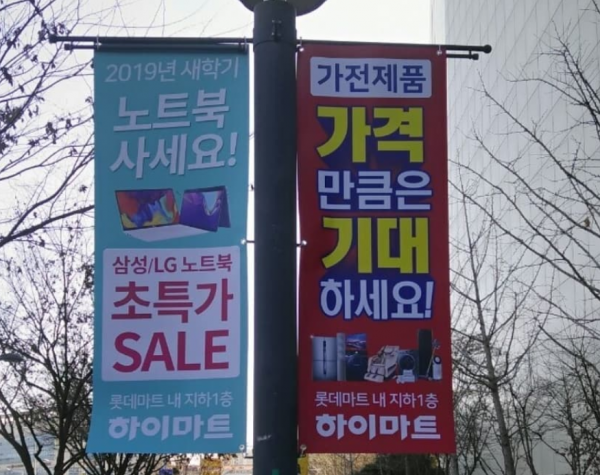 2019년 새학기
노트북
사세요!
삼성/LG 노트북
초특가
SALE
롯데마트 내 지하1층
하이마트
가전제품
가격
만큼은
기대
하세요!
롯데마트 내 지하1층
하이마트